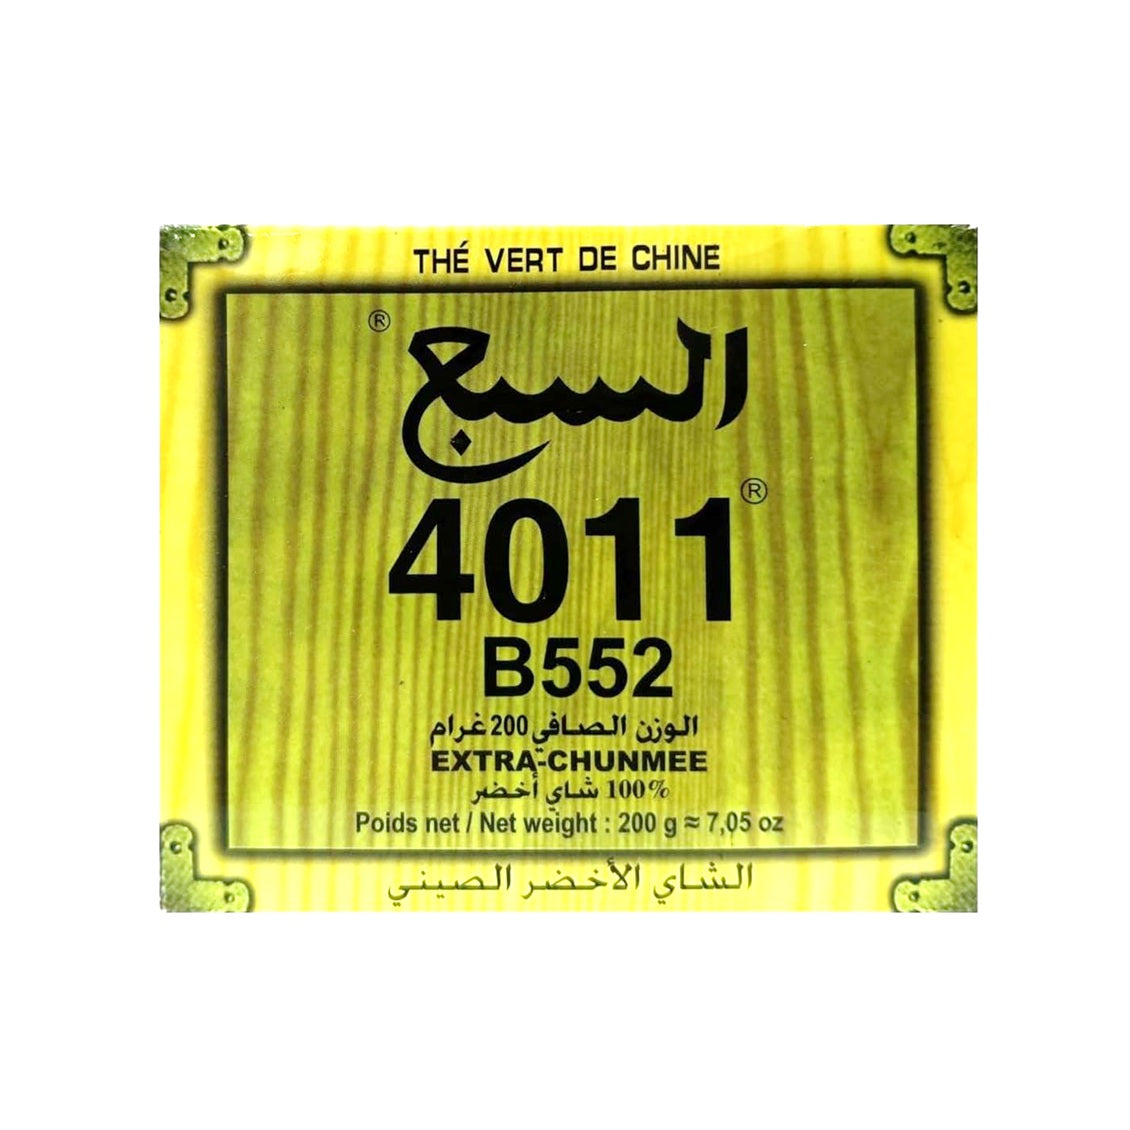 THÉ VERT DE CHINE
السبع ®
4011 ®
B552
الوزن الصافي 200 غرام
EXTRA-CHUNMEE
100% شاي أخضر
Poids net / Net weight : 200 g ≈ 7,05 oz
الشاي الأخضر الصيني